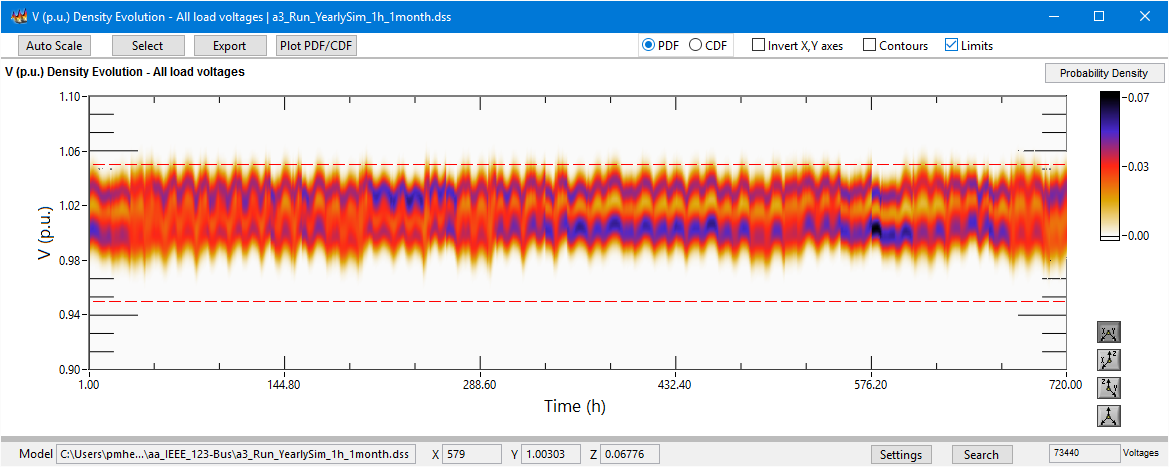 V (p.u.) Density Evolution - All load voltages | a3_Run_YearlySim_1h_1month.dss
Auto Scale Select Export Plot PDF/CDF PDF CDF Invert X,Y axes Contours Limits
V (p.u.) Density Evolution - All load voltages
Probability Density
1.10
1.06
1.02
0.98
0.94
0.90
V (p.u.)
0.07
0.03
0.00
1.00 144.80 288.60 432.40 576.20 720.00
Time (h)
Model C:\Users\pmhe...\aa_IEEE_123-Bus\a3_Run_YearlySim_1h_1month.dss X 579 Y 1.00303 Z 0.06776 Settings Search 73440 Voltages